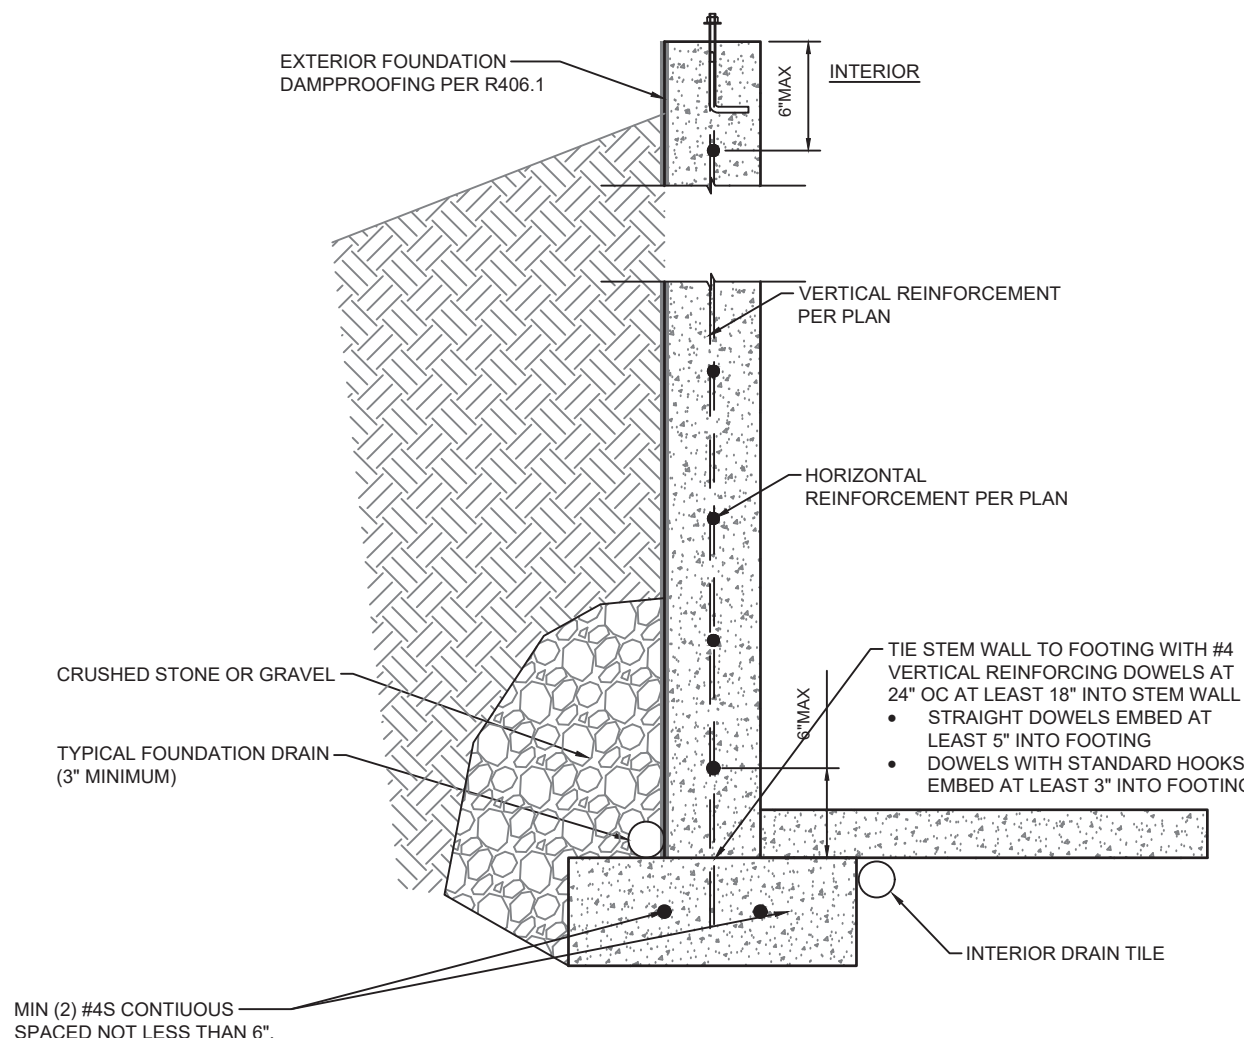 EXTERIOR FOUNDATION
DAMPPROOFING PER R406.1
INTERIOR
6"MAX
VERTICAL REINFORCEMENT
PER PLAN
HORIZONTAL
REINFORCEMENT PER PLAN
CRUSHED STONE OR GRAVEL
TYPICAL FOUNDATION DRAIN
(3" MINIMUM)
6"MAX
TIE STEM WALL TO FOOTING WITH #4
VERTICAL REINFORCING DOWELS AT
24" OC AT LEAST 18" INTO STEM WALL
• STRAIGHT DOWELS EMBED AT
LEAST 5" INTO FOOTING
• DOWELS WITH STANDARD HOOKS
EMBED AT LEAST 3" INTO FOOTING
INTERIOR DRAIN TILE
MIN (2) #4S CONTIUOUS
SPACED NOT LESS THAN 6".